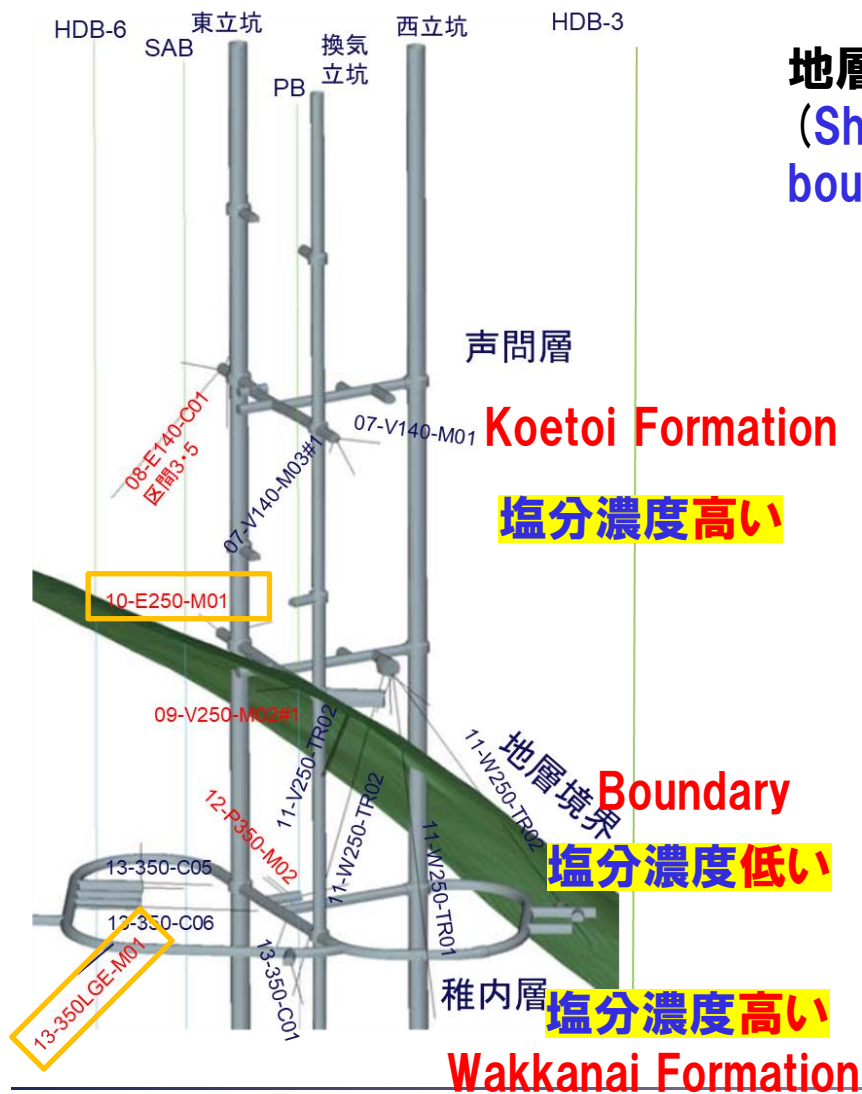 HDB-6
SAB
東立坑
換気
立坑
PB
西立坑
HDB-3
地層
(Sh
bou
声問層
Koetoi Formation
塩分濃度高い
08-E140-C01
区間3・5
07-V140-M03#1
07-V140-M01
10-E250-M01
09-V250-M02#1
11-V250-TR02
11-W250-TR02
11-W250-TR01
11-W250-TR02
地層境界
Boundary
塩分濃度低い
12-P350-M02
13-350-C05
13-350-C06
13-350LGE-M01
13-350-C01
稚内層
塩分濃度高い
Wakkanai Formation